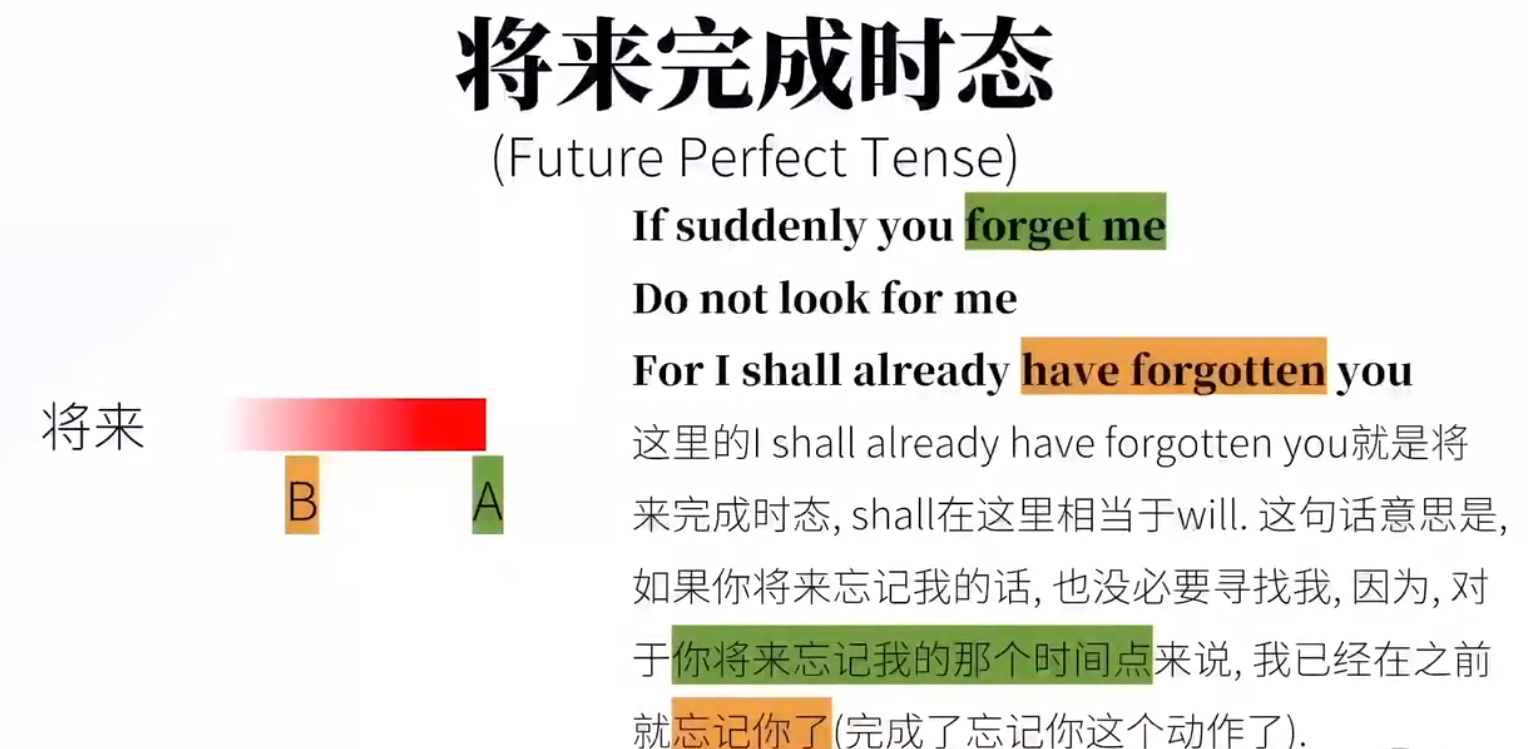 将来完成时态
(Future Perfect Tense)
If suddenly you forget me
Do not look for me
For I shall already have forgotten you
将来
B A
这里的I shall already have forgotten you就是将
来完成时态, shall在这里相当于will. 这句话意思是,
如果你将来忘记我的话, 也没必要寻找我, 因为, 对
于你将来忘记我的那个时间点来说, 我已经在之前
就忘记你了(完成了忘记你这个动作了).